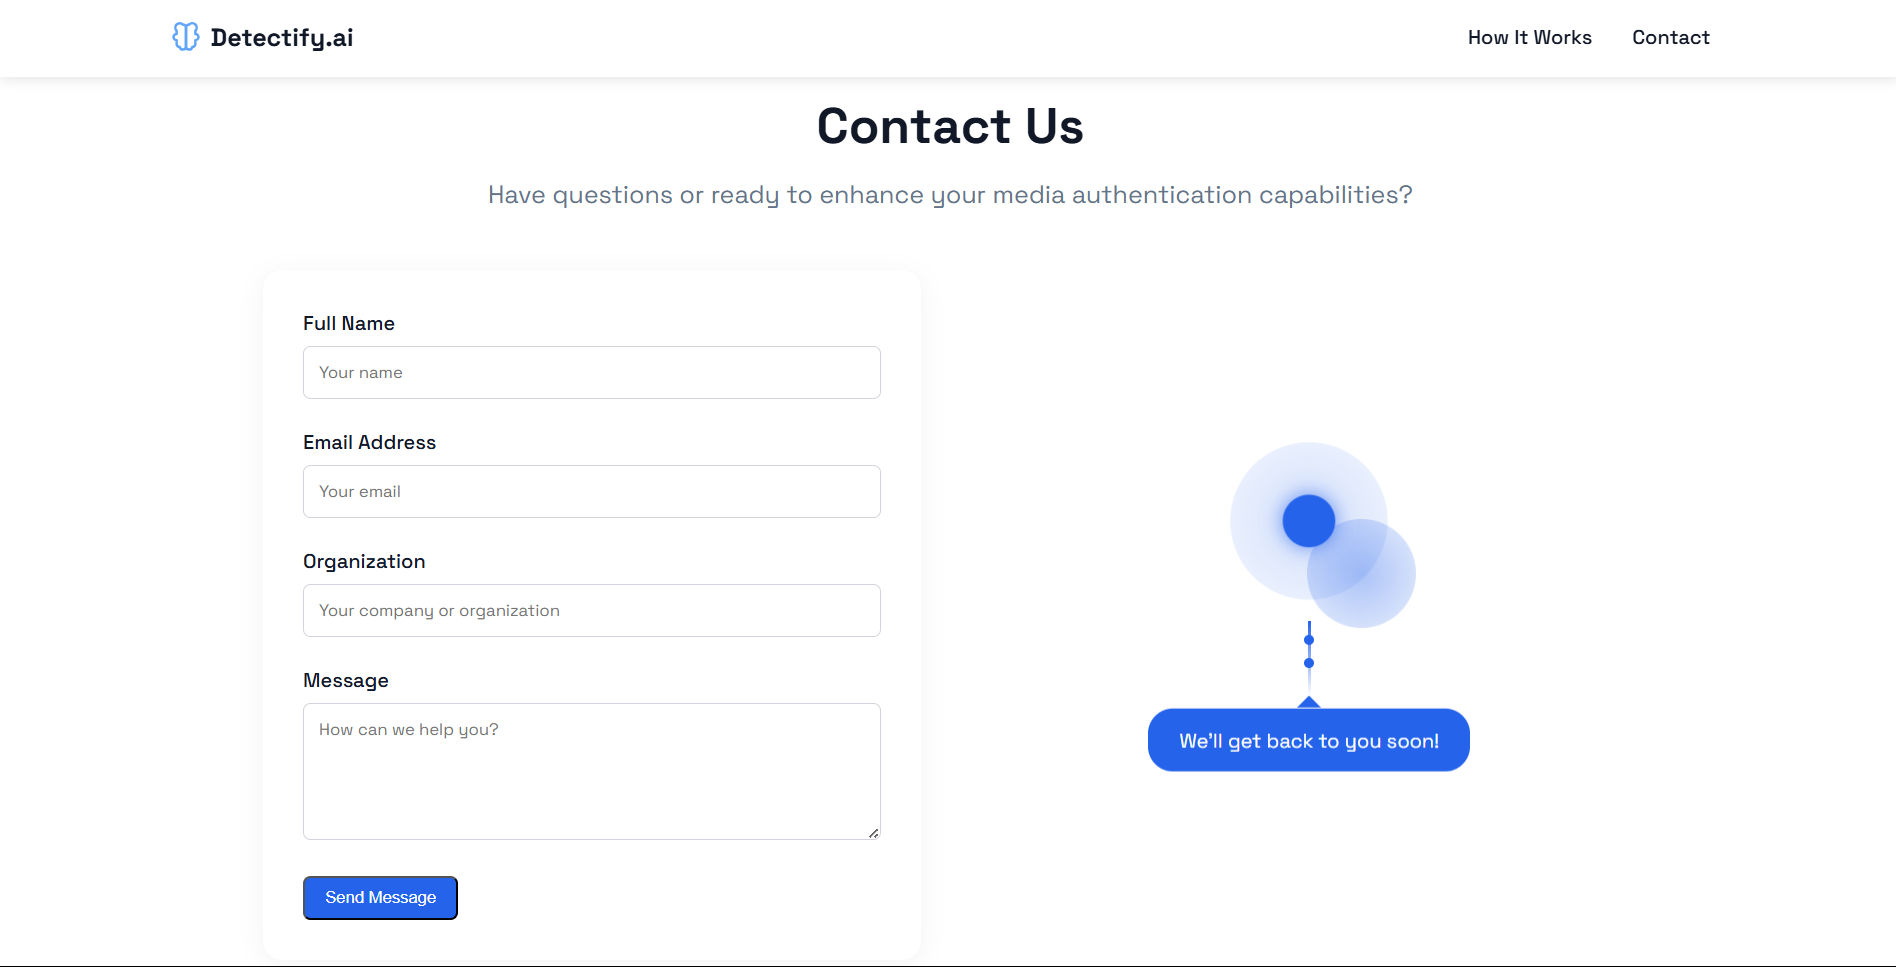 Detectify.ai
How It Works
Contact
Contact Us
Have questions or ready to enhance your media authentication capabilities?
Full Name
Your name
Email Address
Your email
Organization
Your company or organization
Message
How can we help you?
Send Message
We'll get back to you soon!